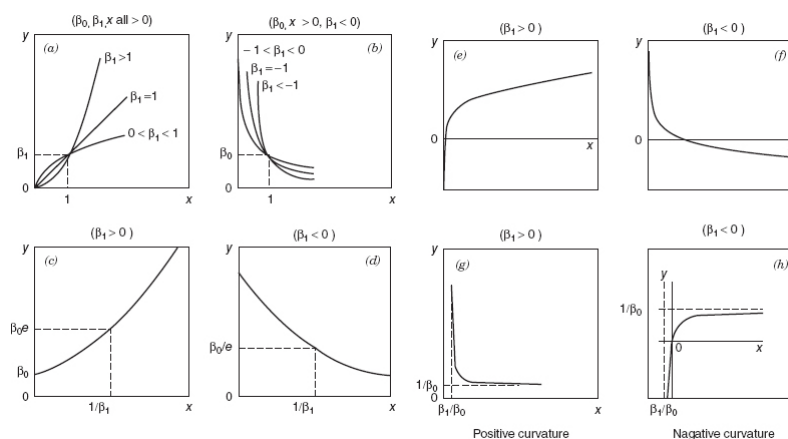 (β₀, β₁,x all > 0)
y
(a)
β₁>1
β₁=1
0 < β₁ < 1
β₁
0
1
x
(β₀, x > 0, β₁ < 0)
y
(b)
- 1 < β₁ < 0
β₁=-1
β₁<-1
β₀
0
1
x
(β₁ > 0 )
y
(e)
0
x
(β₁ < 0 )
y
(f)
0
x
(β₁ > 0 )
y
(c)
β₀e
β₀
0
1/β₁
x
(β₁ < 0 )
y
(d)
β₀/e
0
1/β₁
x
(β₁ > 0 )
y
(g)
1/β₀
0
β₁/β₀
x
Positive curvature
(β₁ < 0 )
y
(h)
1/β₀
0
x
β₁/β₀
Nagative curvature